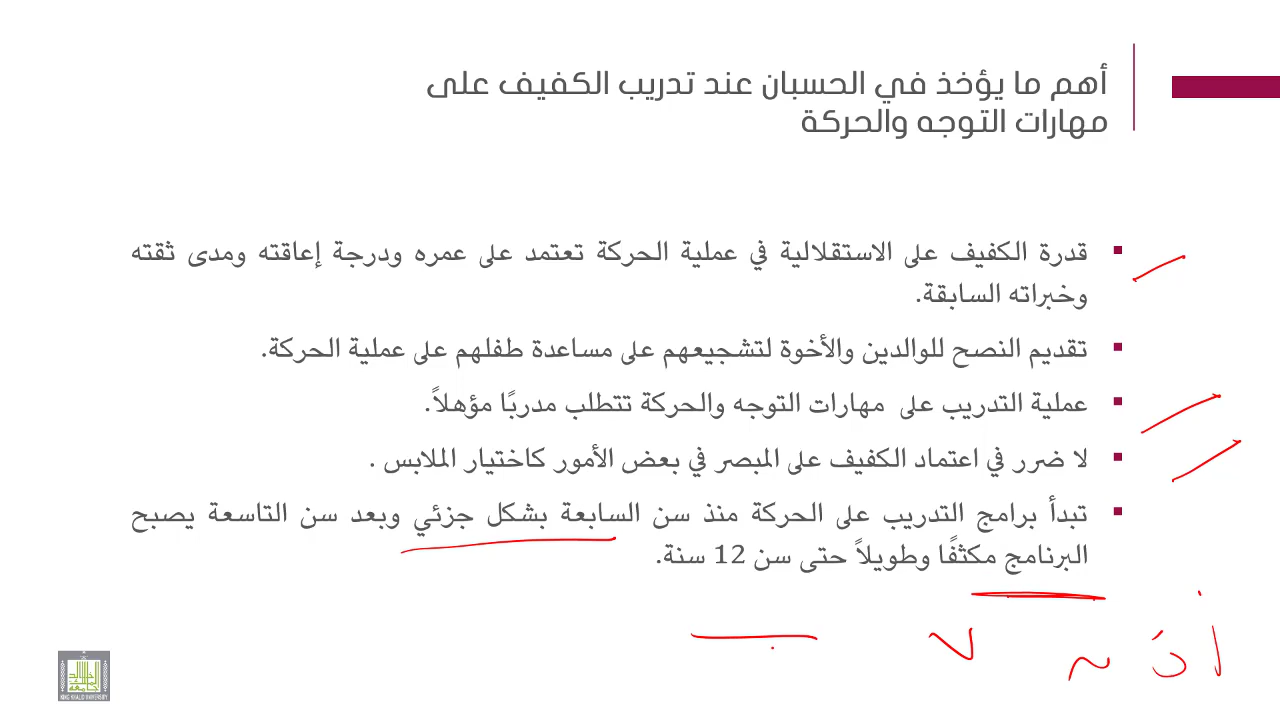 أهم ما يؤخذ في الحسبان عند تدريب الكفيف على
مهارات التوجه والحركة
▪ قدرة الكفيف على الاستقلالية في عملية الحركة تعتمد على عمره ودرجة إعاقته ومدى ثقته
وخبراته السابقة.
▪ تقديم النصح للوالدين والأخوة لتشجيعهم على مساعدة طفلهم على عملية الحركة.
▪ عملية التدريب على مهارات التوجه والحركة تتطلب مدربًا مؤهلاً.
▪ لا ضرر في اعتماد الكفيف على المبصر في بعض الأمور كاختيار الملابس .
▪ تبدأ برامج التدريب على الحركة منذ سن السابعة بشكل جزئي وبعد سن التاسعة يصبح
البرنامج مكثفًا وطويلاً حتى سن 12 سنة.
٧
KING KHALID UNIVERSITY